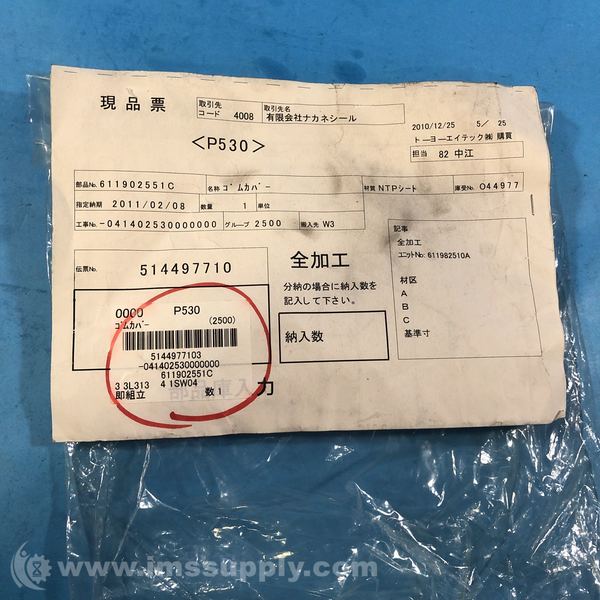 現品票
取引先コード 4008 取引先名 有限会社ナカネシール
2010/12/25 5/ 25
<P530>
トーヨーエイテック㈱ 購買
担当 82 中江
部品No. 611902551C 名称 ｺﾞﾑｶﾊﾞｰ 材質 NTPシート 庫受No. 044977
指定納期 2011/02/08 数量 1 単位
工事No. -041402530000000 グループ 2500 搬入先 W3
伝票No. 514497710
全加工
分納の場合に納入数を
記入して下さい。
納入数
記事
全加工
ユニットNo: 611982510A
材区
A
B
C
基準寸
0000 P530
ｺﾞﾑｶﾊﾞｰ (2500)
5144977103
-041402530000000
611902551C
3 3L313 4 1SW04
即組立 数 1
部品庫入力
www.imssupply.com